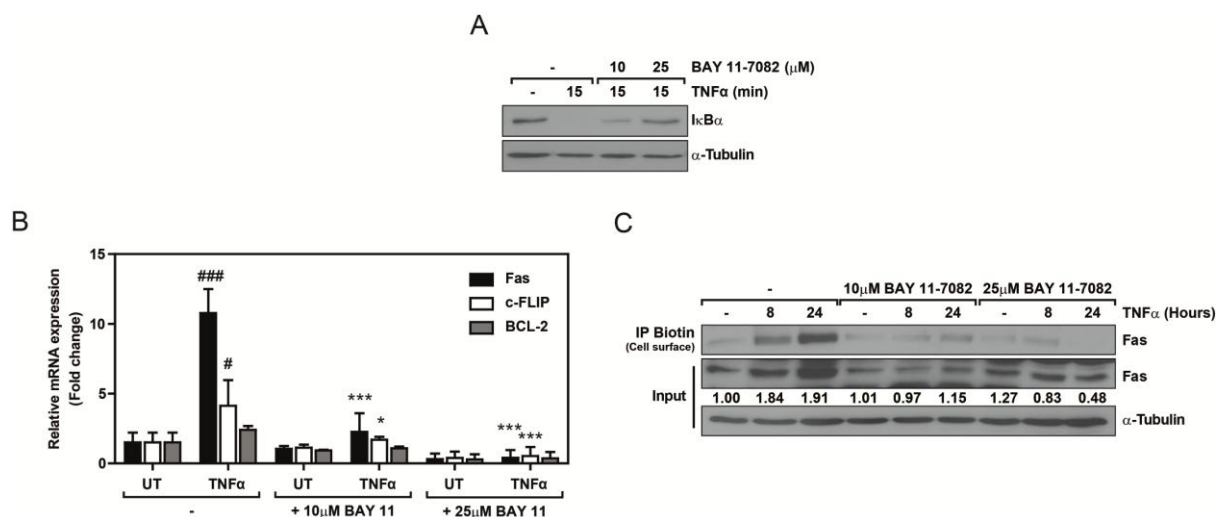 A
- 10 25 BAY 11-7082 (μM)
- 15 15 15 TNFα (min)
IκBα
α-Tubulin
B
Relative mRNA expression
(Fold change)
15
10
5
0
###
#
***
*
***
***
Fas
c-FLIP
BCL-2
UT TNFα UT TNFα UT TNFα
- + 10μM BAY 11 + 25μM BAY 11
C
- 10μM BAY 11-7082 25μM BAY 11-7082
- 8 24 - 8 24 - 8 24 TNFα (Hours)
IP Biotin
(Cell surface)
Fas
Input
Fas
1.00 1.84 1.91 1.01 0.97 1.15 1.27 0.83 0.48
α-Tubulin